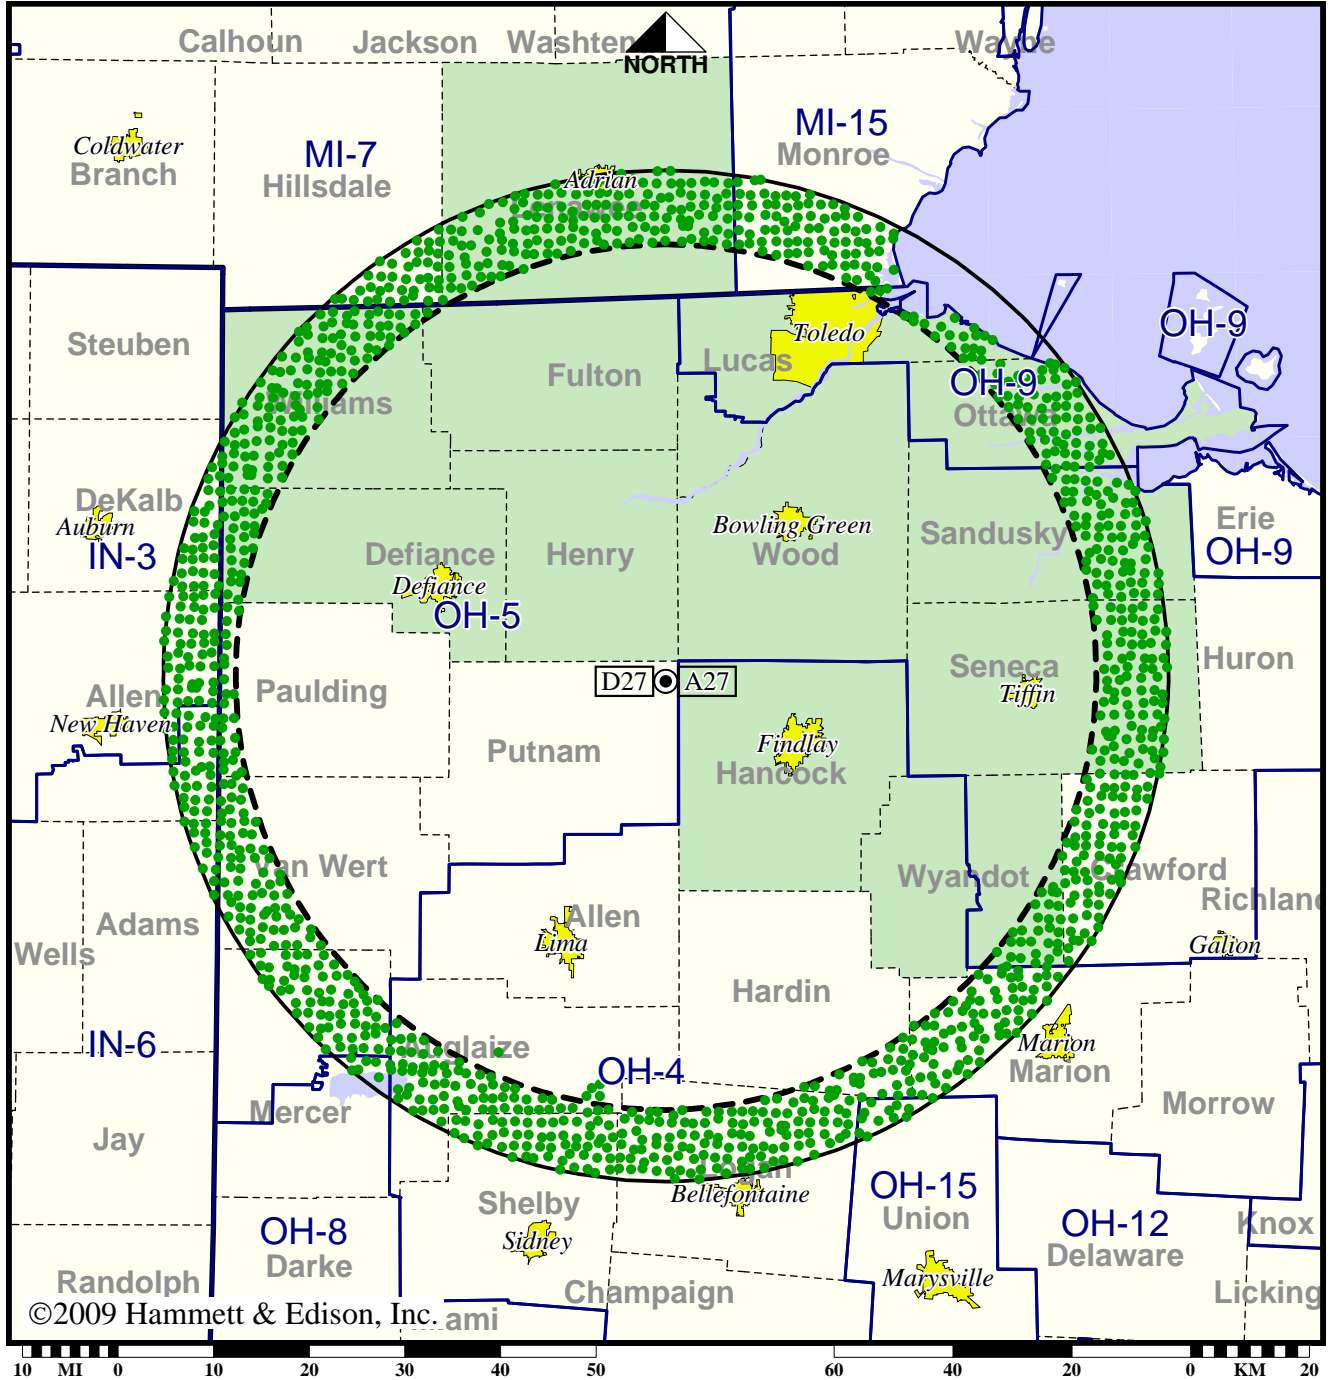 Calhoun
Jackson
Washten
NORTH
Wayne
MI-15
Monroe
Coldwater
Branch
MI-7
Hillsdale
Adrian
Lenawee
Steuben
Williams
Fulton
Lucas
Toledo
OH-9
OH-9
Ottawa
DeKalb
Auburn
IN-3
Defiance
Defiance
OH-5
Henry
Bowling Green
Wood
Sandusky
Erie
OH-9
Allen
New Haven
Paulding
D27
A27
Putnam
Seneca
Tiffin
Huron
Findlay
Hancock
Van Wert
Wyandot
Crawford
Richland
Adams
Wells
Allen
Lima
Galion
Hardin
IN-6
Auglaize
OH-4
Marion
Marion
Mercer
Morrow
Jay
Logan
Bellefontaine
Shelby
Sidney
OH-15
Union
OH-12
Delaware
Knox
OH-8
Darke
Randolph
Champaign
Marysville
Licking
©2009 Hammett & Edison, Inc.
ami
10 MI 0 10 20 30 40 50 60 40 20 0 KM 20